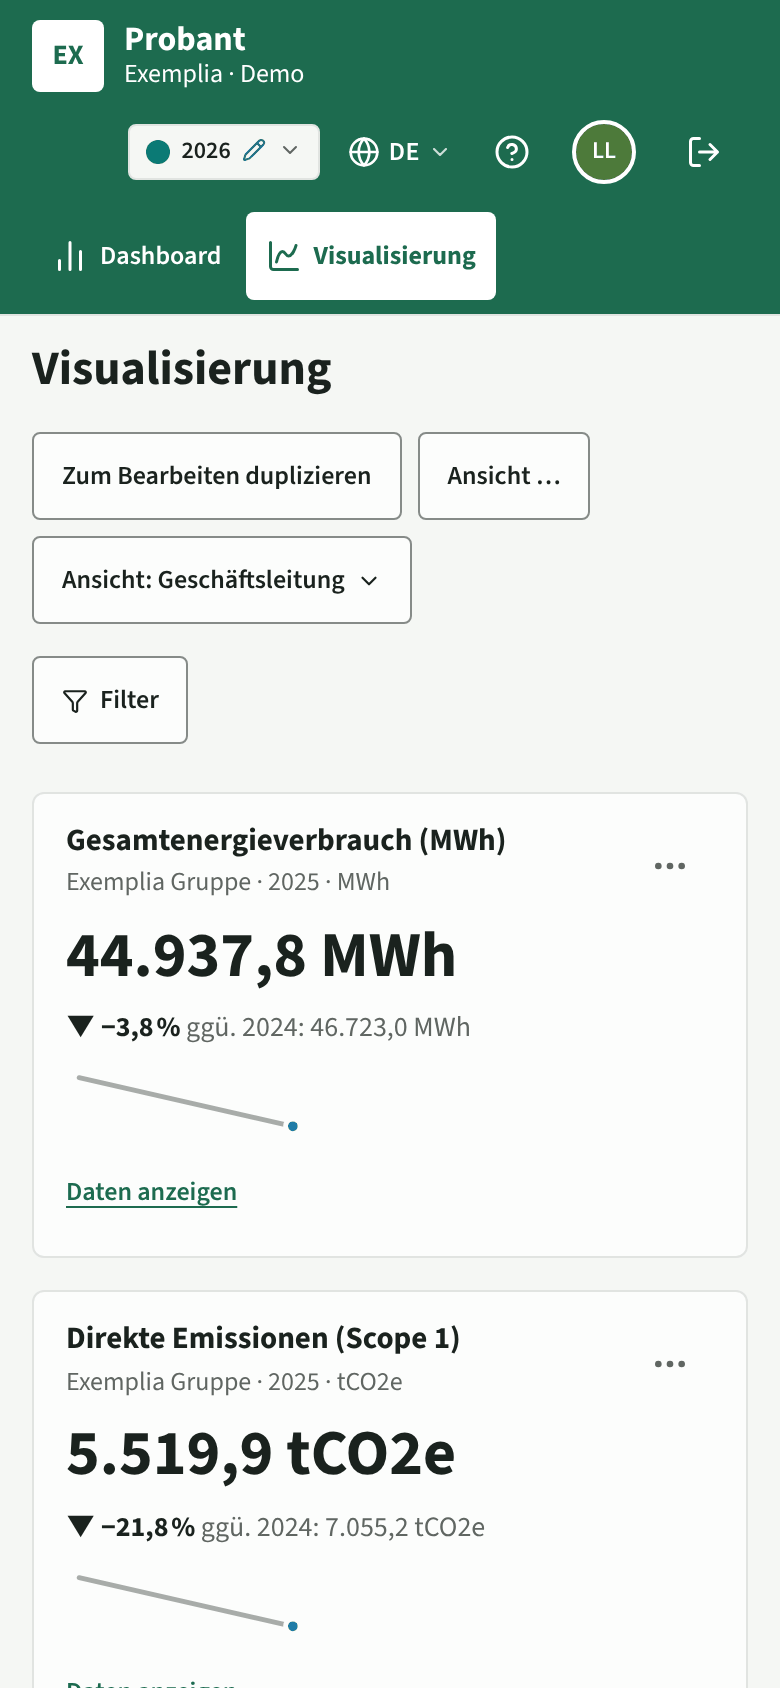 EX
Probant
Exemplia · Demo
2026
DE
LL
Dashboard
Visualisierung
Visualisierung
Zum Bearbeiten duplizieren
Ansicht …
Ansicht: Geschäftsleitung
Filter
Gesamtenergieverbrauch (MWh)
Exemplia Gruppe · 2025 · MWh
44.937,8 MWh
▼ −3,8 % ggü. 2024: 46.723,0 MWh
Daten anzeigen
Direkte Emissionen (Scope 1)
Exemplia Gruppe · 2025 · tCO2e
5.519,9 tCO2e
▼ −21,8 % ggü. 2024: 7.055,2 tCO2e
Daten anzeigen